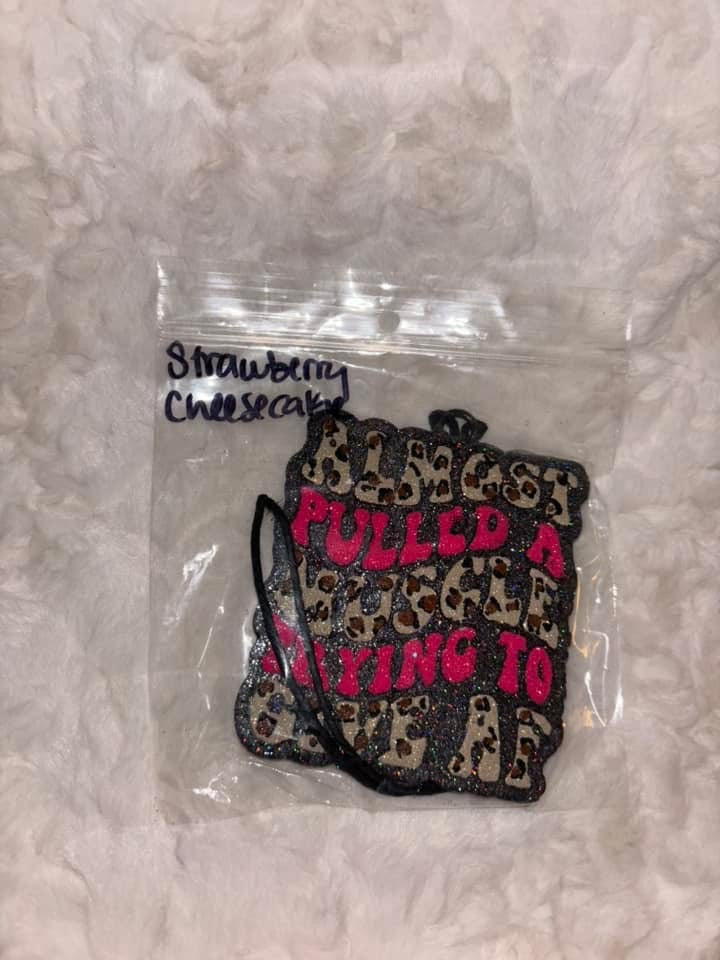 Strawberry
Cheesecake
ALMOST
PULLED A
MUSCLE
TRYING TO
GIVE AF